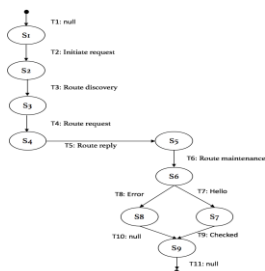 T1: null
S1
T2: Initiate request
S2
T3: Route discovery
S3
T4: Route request
S4
T5: Route reply
S5
T6: Route maintenance
S6
T8: Error
T7: Hello
S8
S7
T10: null
T9: Checked
S9
T11: null